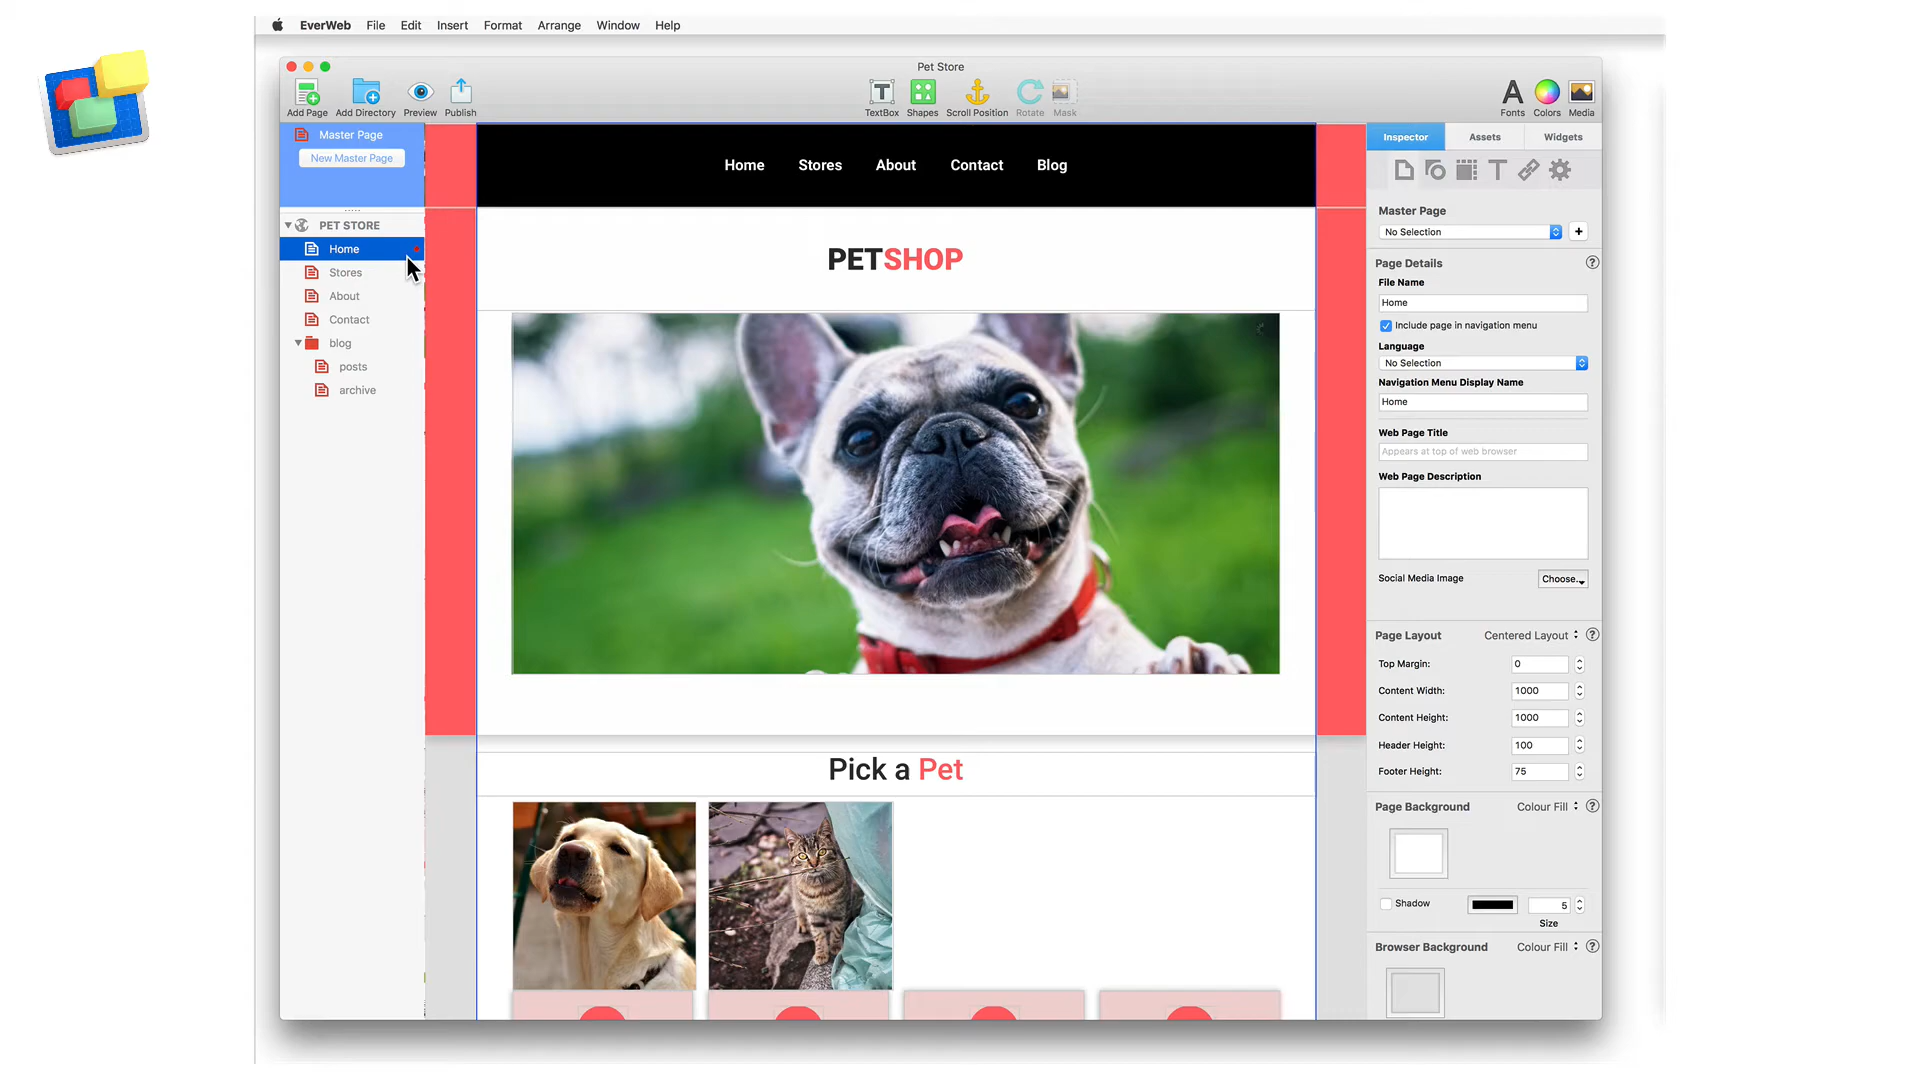 EverWeb File Edit Insert Format Arrange Window Help
Pet Store
Add Page Add Directory Preview Publish TextBox Shapes Scroll Position Rotate Mask Fonts Colors Media
Master Page
New Master Page
PET STORE
Home
Stores
About
Contact
blog
posts
archive
Home Stores About Contact Blog
PETSHOP
Pick a Pet
Inspector Assets Widgets
Master Page
No Selection
Page Details
File Name
Home
Include page in navigation menu
Language
No Selection
Navigation Menu Display Name
Home
Web Page Title
Appears at top of web browser
Web Page Description
Social Media Image Choose...
Page Layout Centered Layout
Top Margin: 0
Content Width: 1000
Content Height: 1000
Header Height: 100
Footer Height: 75
Page Background Colour Fill
Shadow 5
Size
Browser Background Colour Fill